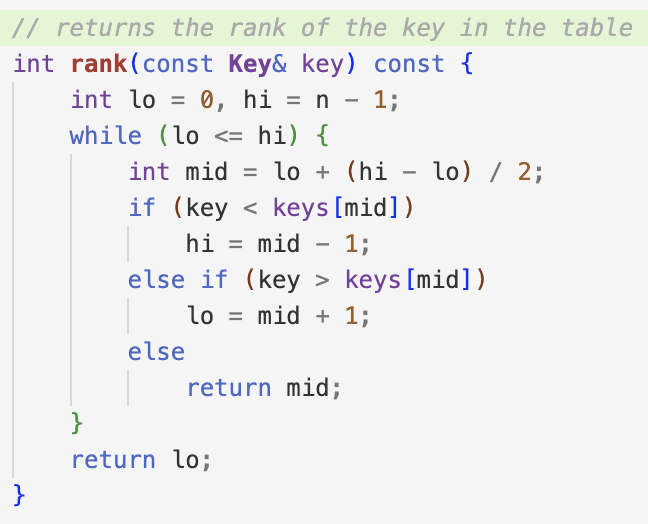 // returns the rank of the key in the table
int rank(const Key& key) const {
    int lo = 0, hi = n - 1;
    while (lo <= hi) {
        int mid = lo + (hi - lo) / 2;
        if (key < keys[mid])
            hi = mid - 1;
        else if (key > keys[mid])
            lo = mid + 1;
        else
            return mid;
    }
    return lo;
}